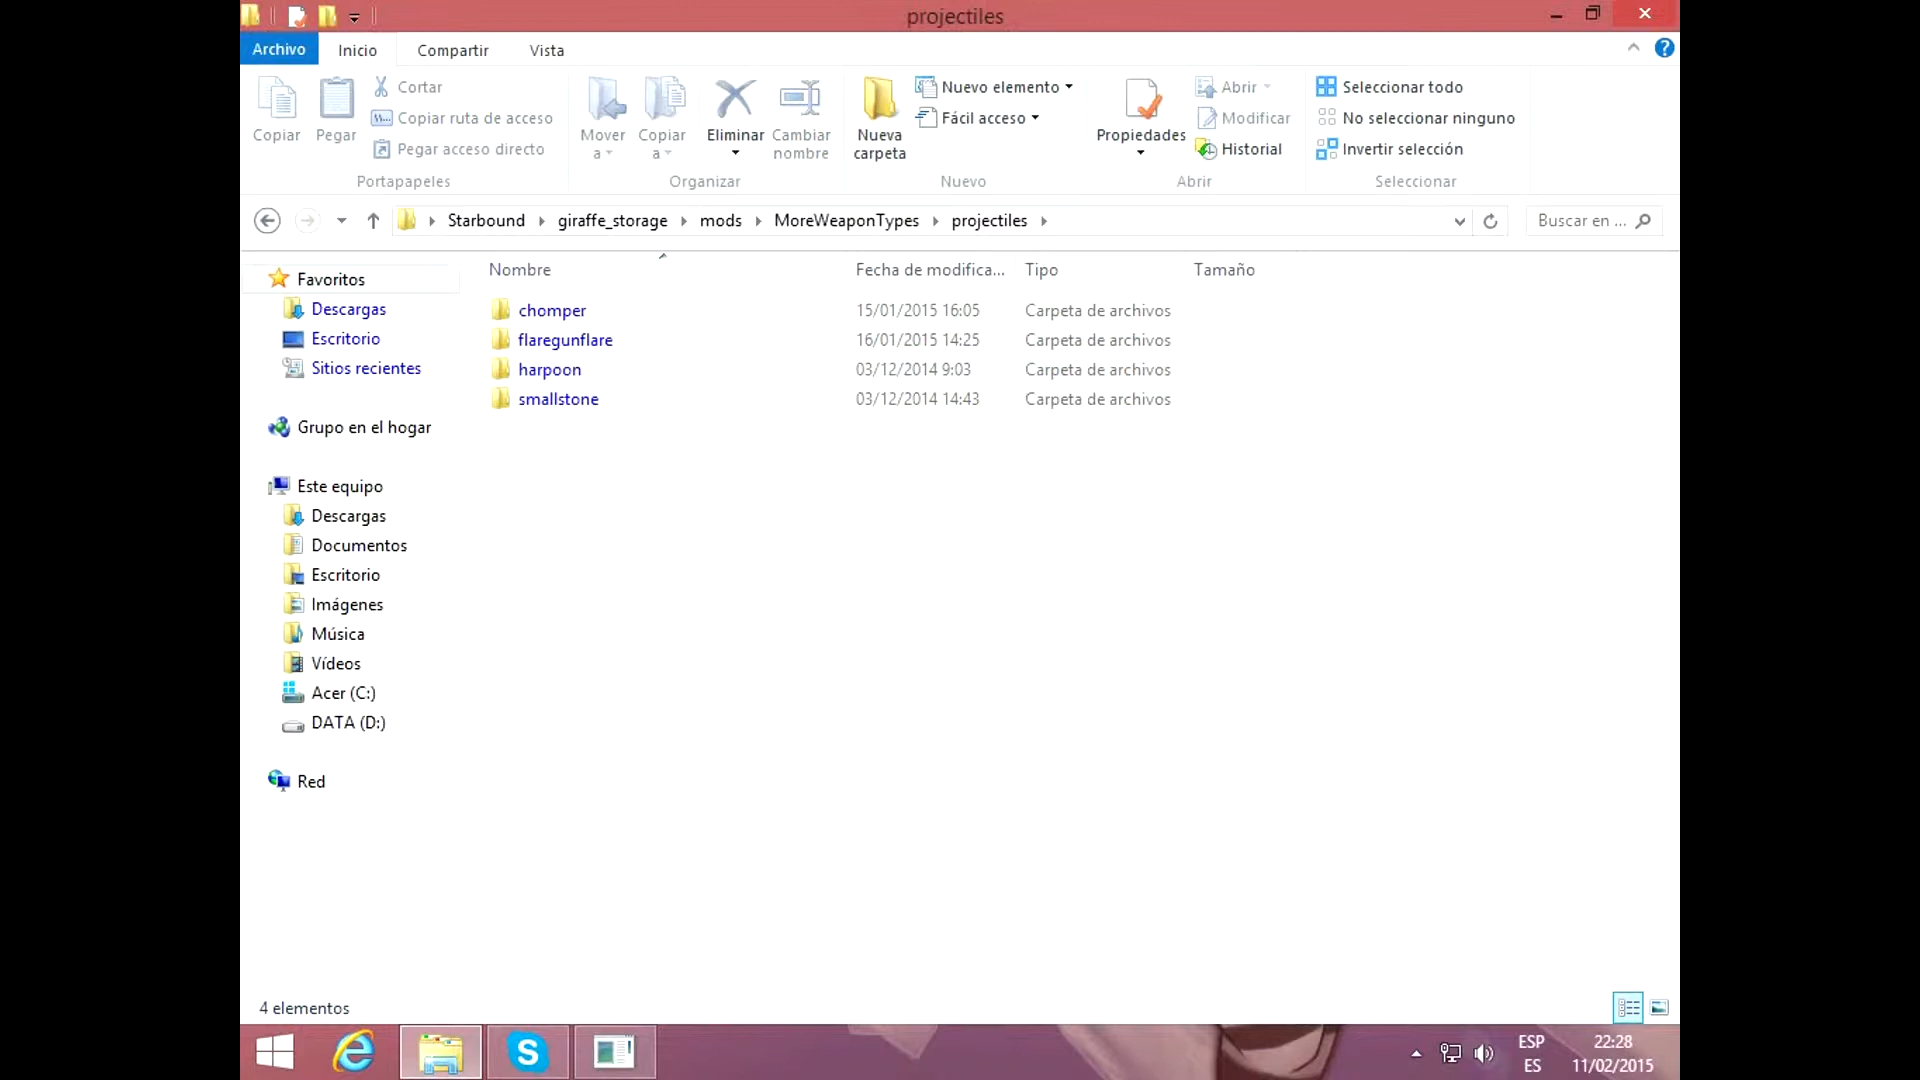 projectiles
Archivo Inicio Compartir Vista
Copiar
Pegar
Cortar
Copiar ruta de acceso
Pegar acceso directo
Portapapeles
Mover a
Copiar a
Eliminar
Cambiar nombre
Organizar
Nueva carpeta
Nuevo elemento
Fácil acceso
Nuevo
Propiedades
Abrir
Modificar
Historial
Abrir
Seleccionar todo
No seleccionar ninguno
Invertir selección
Seleccionar
Starbound giraffe_storage mods MoreWeaponTypes projectiles
Buscar en ...
Favoritos
Descargas
Escritorio
Sitios recientes
Grupo en el hogar
Este equipo
Descargas
Documentos
Escritorio
Imágenes
Música
Vídeos
Acer (C:)
DATA (D:)
Red
Nombre Fecha de modifica... Tipo Tamaño
chomper 15/01/2015 16:05 Carpeta de archivos
flaregunflare 16/01/2015 14:25 Carpeta de archivos
harpoon 03/12/2014 9:03 Carpeta de archivos
smallstone 03/12/2014 14:43 Carpeta de archivos
4 elementos
ESP
ES
22:28
11/02/2015